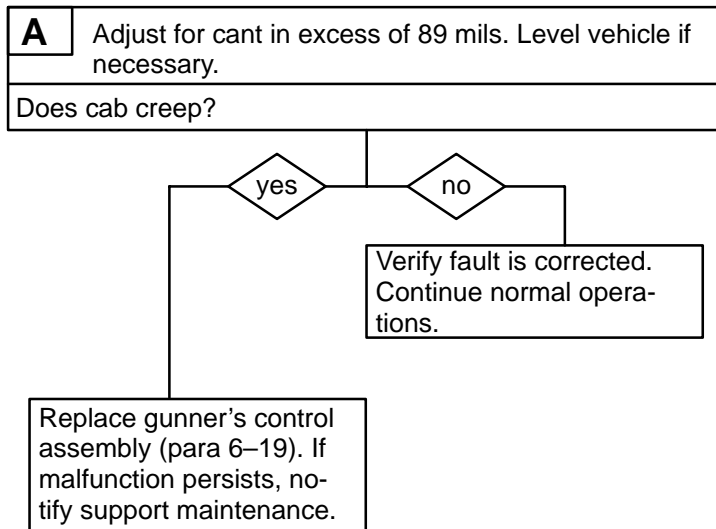 A
Adjust for cant in excess of 89 mils. Level vehicle if
necessary.
Does cab creep?
yes
no
Verify fault is corrected.
Continue normal opera-
tions.
Replace gunner's control
assembly (para 6–19). If
malfunction persists, no-
tify support maintenance.